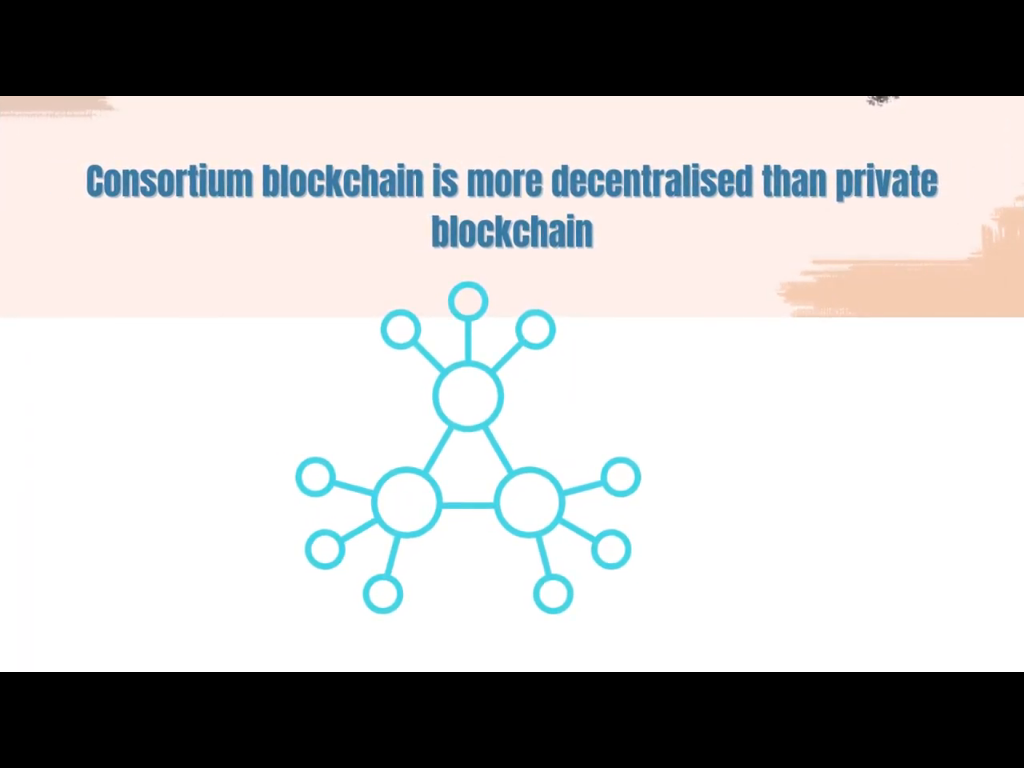 Consortium blockchain is more decentralised than private
blockchain